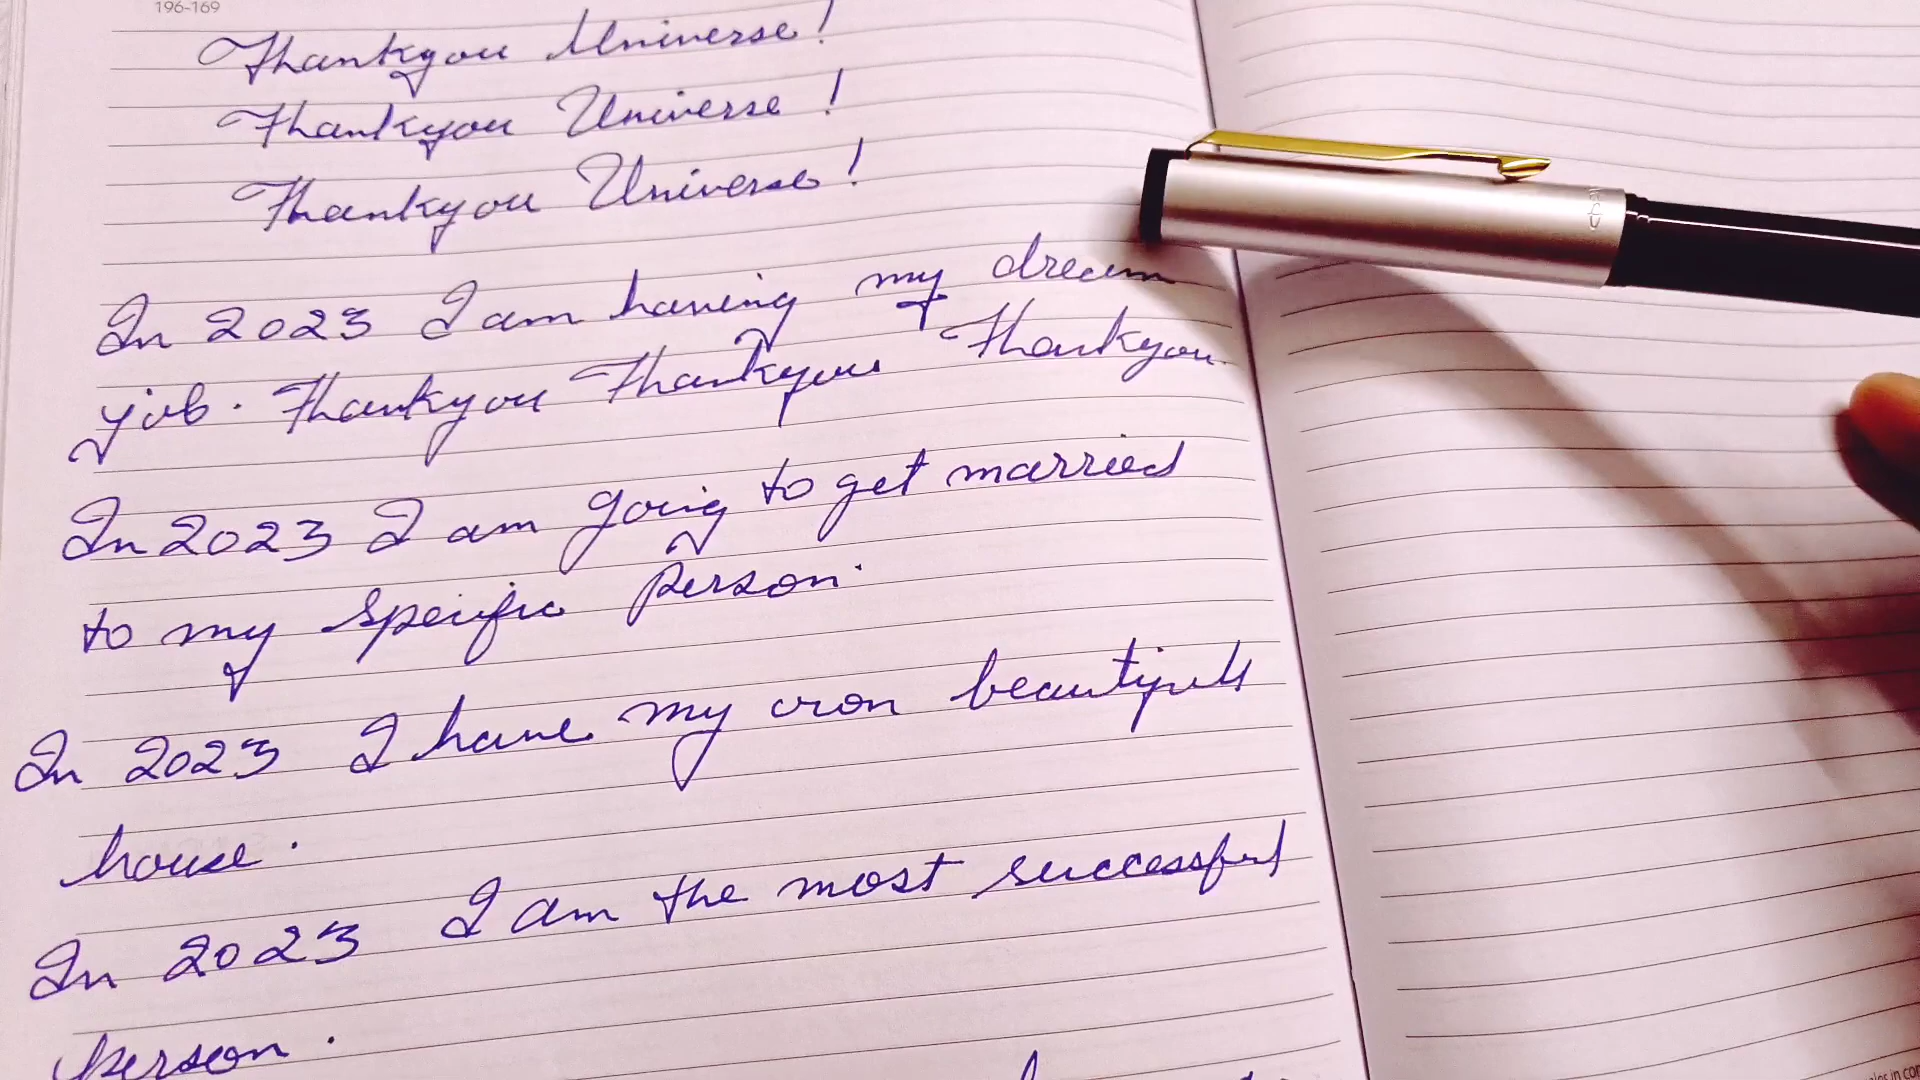 196-169
Thankyou Universe!
Thankyou Universe!
Thankyou Universe!
In 2023 I am having my dream
job. Thankyou Thankyou Thankyou
In 2023 I am going to get married
to my specific person.
In 2023 I have my own beautifull
house.
In 2023 I am the most successful
person.